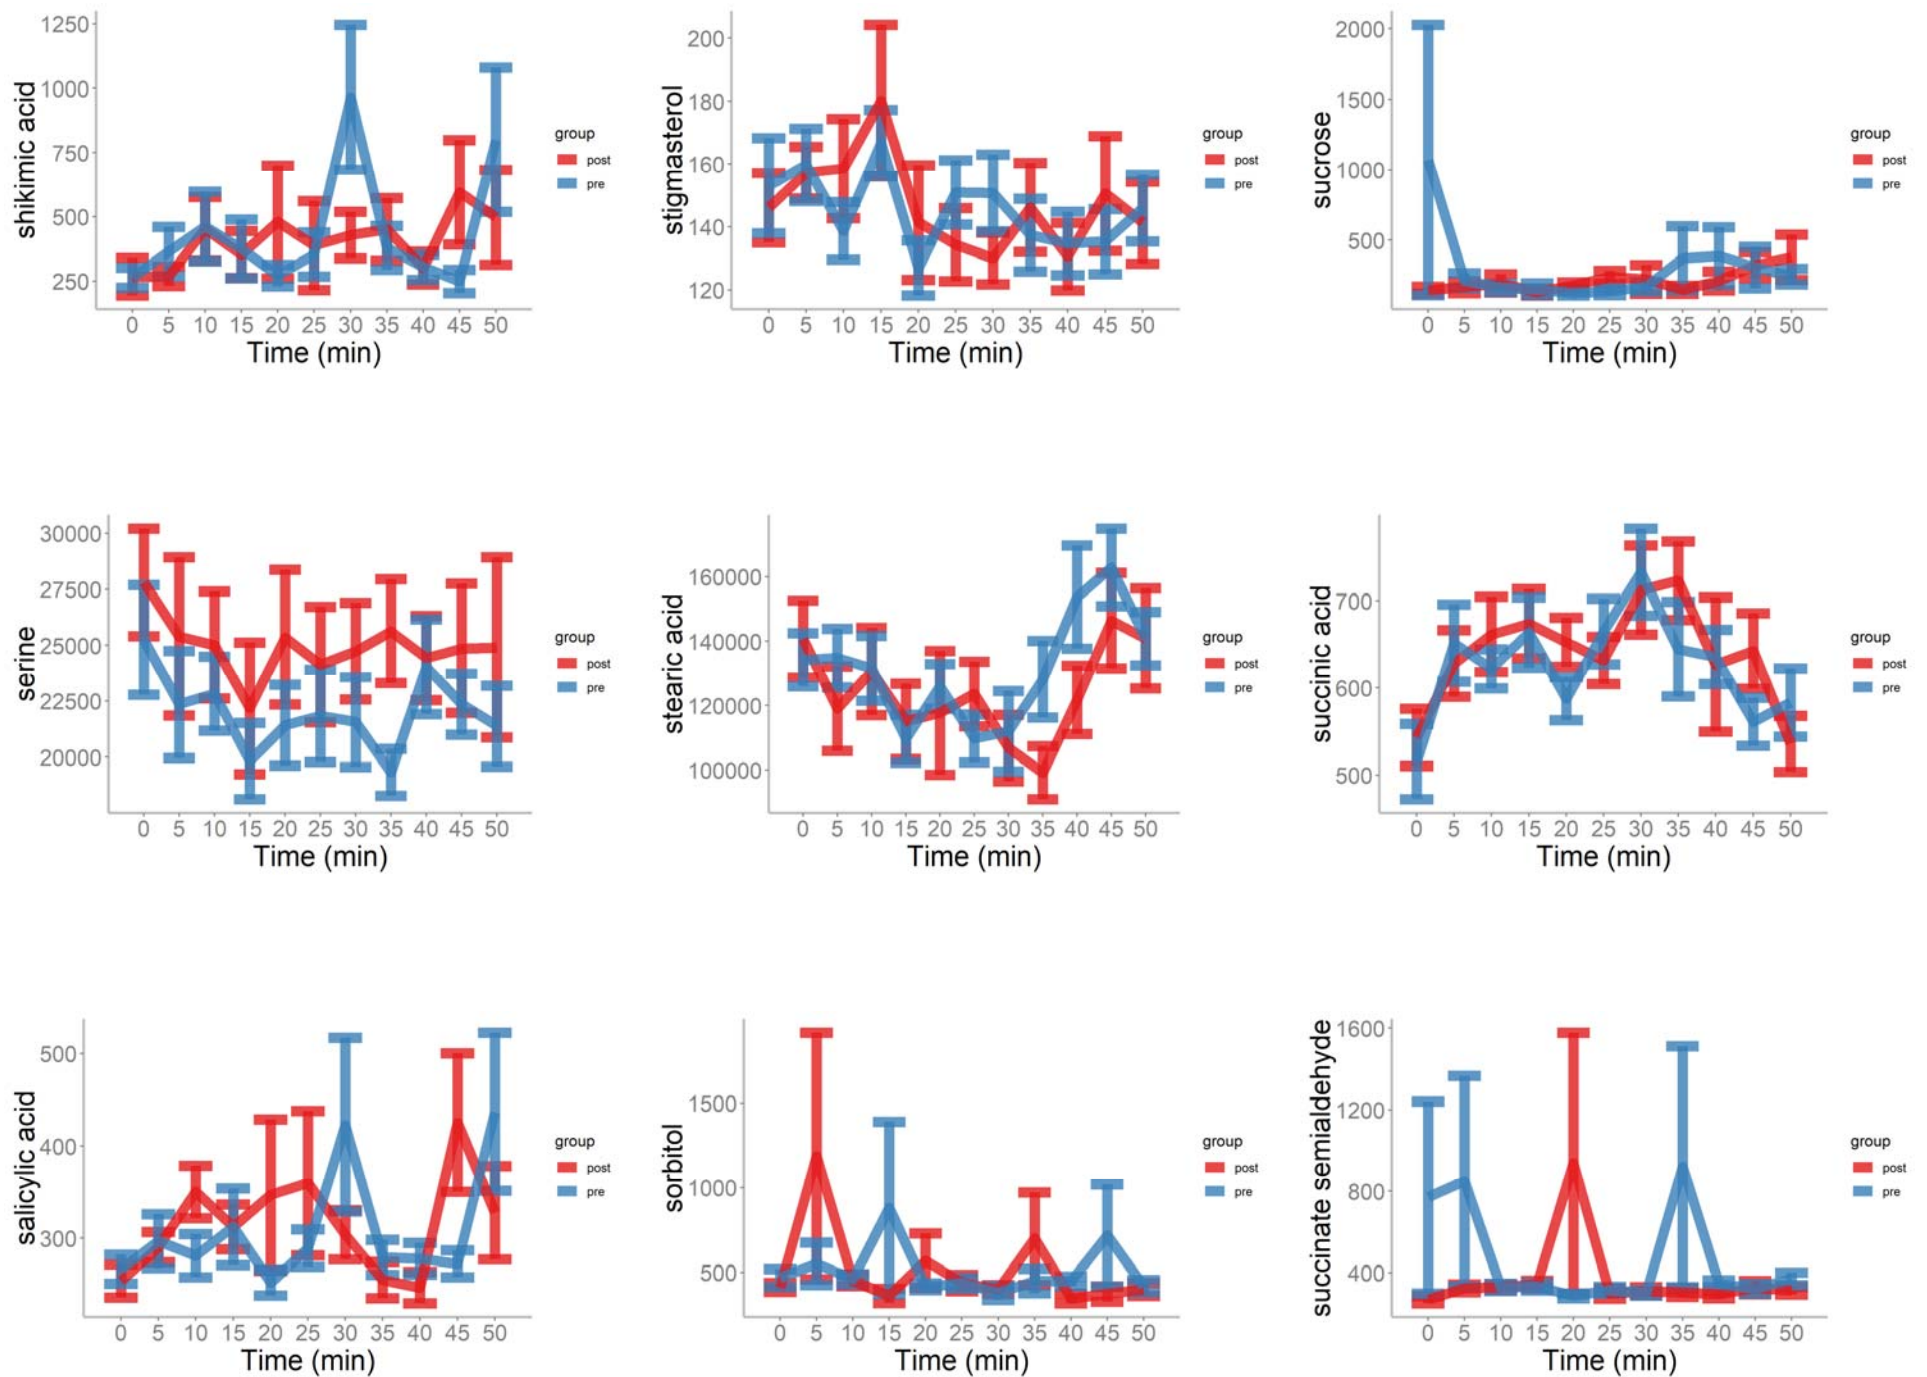 shikimic acid
1250
1000
750
500
250
0 5 10 15 20 25 30 35 40 45 50
Time (min)
group
post
pre
stigmasterol
200
180
160
140
120
0 5 10 15 20 25 30 35 40 45 50
Time (min)
group
post
pre
sucrose
2000
1500
1000
500
0 5 10 15 20 25 30 35 40 45 50
Time (min)
group
post
pre
serine
30000
27500
25000
22500
20000
0 5 10 15 20 25 30 35 40 45 50
Time (min)
group
post
pre
stearic acid
160000
140000
120000
100000
0 5 10 15 20 25 30 35 40 45 50
Time (min)
group
post
pre
succinic acid
700
600
500
0 5 10 15 20 25 30 35 40 45 50
Time (min)
group
post
pre
salicylic acid
500
400
300
0 5 10 15 20 25 30 35 40 45 50
Time (min)
group
post
pre
sorbitol
1500
1000
500
0 5 10 15 20 25 30 35 40 45 50
Time (min)
group
post
pre
succinate semialdehyde
1600
1200
800
400
0 5 10 15 20 25 30 35 40 45 50
Time (min)
group
post
pre